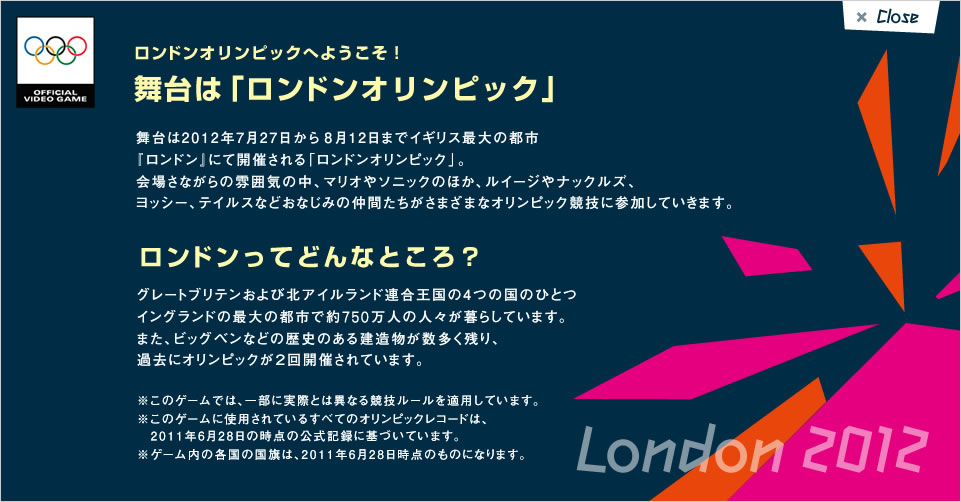 × Close
OFFICIAL
VIDEO GAME
ロンドンオリンピックへようこそ！
舞台は「ロンドンオリンピック」
舞台は2012年7月27日から8月12日までイギリス最大の都市
『ロンドン』にて開催される「ロンドンオリンピック」。
会場さながらの雰囲気の中、マリオやソニックのほか、ルイージやナックルズ、
ヨッシー、テイルスなどおなじみの仲間たちがさまざまなオリンピック競技に参加していきます。
ロンドンってどんなところ？
グレートブリテンおよび北アイルランド連合王国の4つの国のひとつ
イングランドの最大の都市で約750万人の人々が暮らしています。
また、ビッグベンなどの歴史のある建造物が数多く残り、
過去にオリンピックが2回開催されています。
※このゲームでは、一部に実際とは異なる競技ルールを適用しています。
※このゲームに使用されているすべてのオリンピックレコードは、
2011年6月28日の時点の公式記録に基づいています。
※ゲーム内の各国の国旗は、2011年6月28日時点のものになります。
London 2012